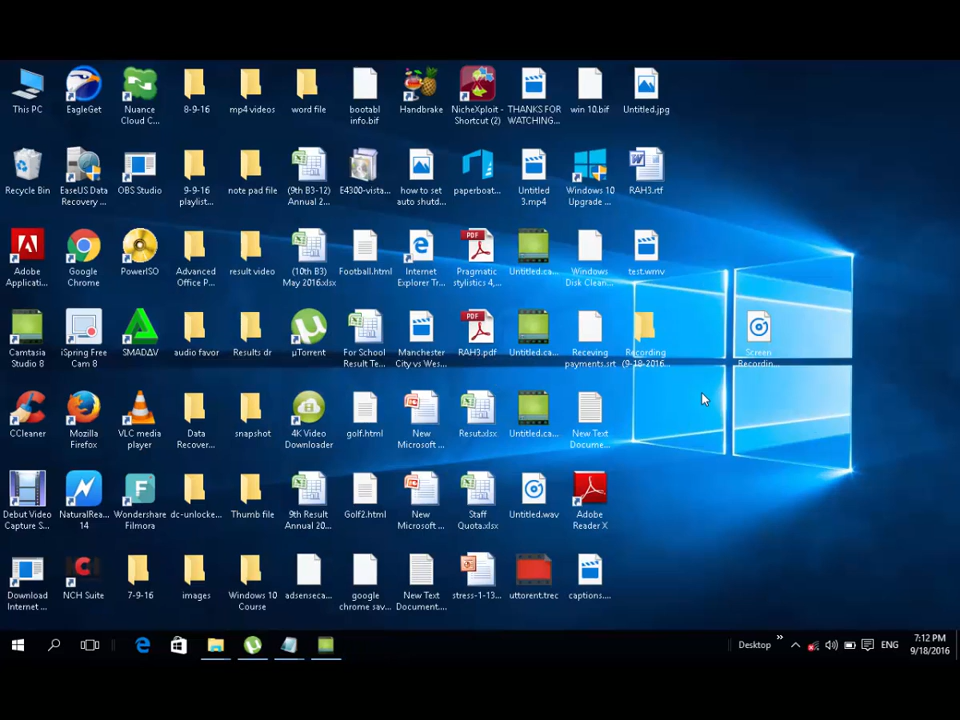 This PC
EagleGet
Nuance
Cloud C...
8-9-16
mp4 videos
word file
bootabl
info.bif
Handbrake
NicheXploit -
Shortcut (2)
THANKS FOR
WATCHING...
win 10.bif
Untitled.jpg
Recycle Bin
EaseUS Data
Recovery ...
OBS Studio
9-9-16
playlist...
note pad file
(9th B3-12)
Annual 2...
E4300-vista...
how to set
auto shutd...
paperboat...
Untitled
3.mp4
Windows 10
Upgrade ...
RAH3.rtf
Adobe
Applicati...
Google
Chrome
PowerISO
Advanced
Office P...
result video
(10th B3)
May 2016.xlsx
Football.html
Internet
Explorer Tr...
Pragmatic
stylistics 4,...
Untitled.ca...
Windows
Disk Clean...
test.wmv
Camtasia
Studio 8
iSpring Free
Cam 8
SMADΔV
audio favor
Results dr
µTorrent
For School
Result Te...
Manchester
City vs Wes...
RAH3.pdf
Untitled.ca...
Receving
payments.srt
Recording
(9-18-2016...
Screen
Recordin...
CCleaner
Mozilla
Firefox
VLC media
player
Data
Recover...
snapshot
4K Video
Downloader
golf.html
New
Microsoft ...
Resut.xlsx
Untitled.ca...
New Text
Docume...
Debut Video
Capture S...
NaturalRea...
14
Wondershare
Filmora
dc-unlocke...
Thumb file
9th Result
Annual 20...
Golf2.html
New
Microsoft ...
Staff
Quota.xlsx
Untitled.wav
Adobe
Reader X
Download
Internet ...
NCH Suite
7-9-16
images
Windows 10
Course
adsenseca...
google
chrome sav...
New Text
Document...
stress-1-13...
uttorent.trec
captions....
Desktop
ENG
7:12 PM
9/18/2016